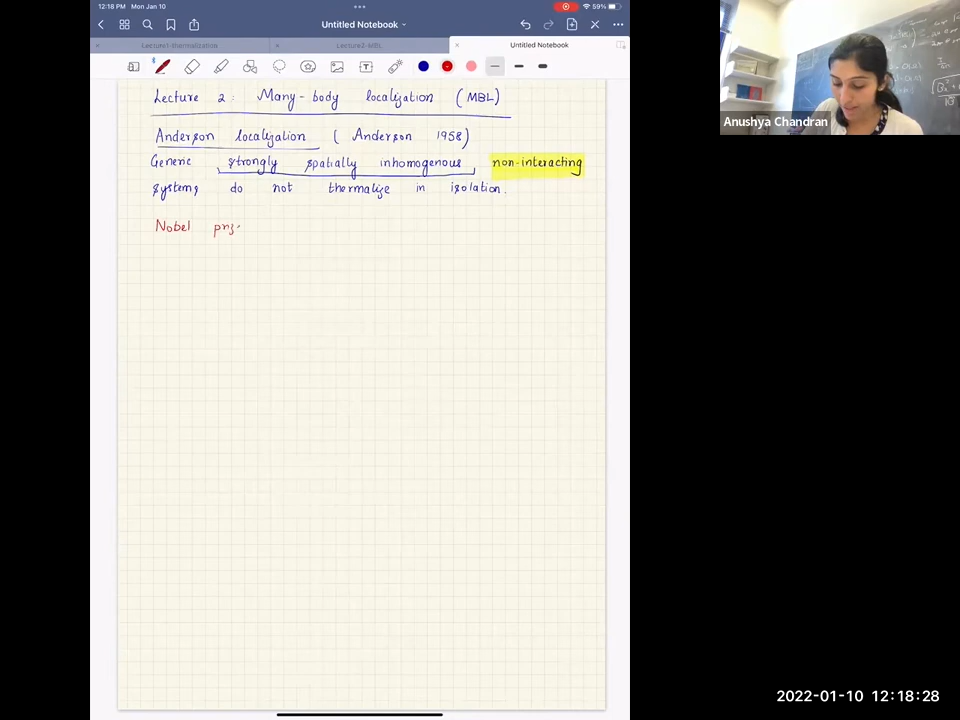 12:18 PM Mon Jan 10
59%
Untitled Notebook
Lecture1-thermalization
Lecture2-MBL
Untitled Notebook
Lecture 2: Many-body localization (MBL)
Anderson localization (Anderson 1958)
Generic strongly spatially inhomogenous non-interacting
systems do not thermalize in isolation.
Nobel
Anushya Chandran
2022-01-10 12:18:28